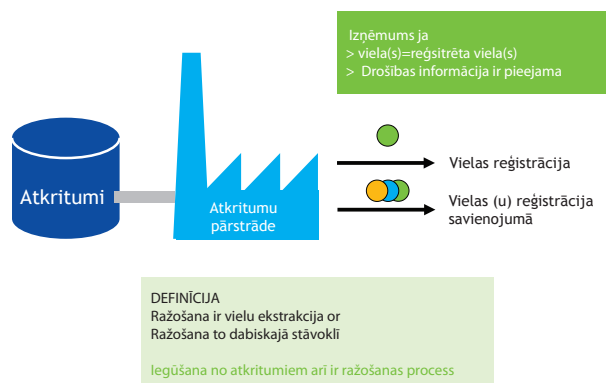 Izņēmums ja
> viela(s)=reģsitrēta viela(s)
> Drošības informācija ir pieejama
Atkritumi
Atkritumu
pārstrāde
Vielas reģistrācija
Vielas (u) reģistrācija
savienojumā
DEFINĪCIJA
Ražošana ir vielu ekstrakcija or
Ražošana to dabiskajā stāvoklī
Iegūšana no atkritumiem arī ir ražošanas process